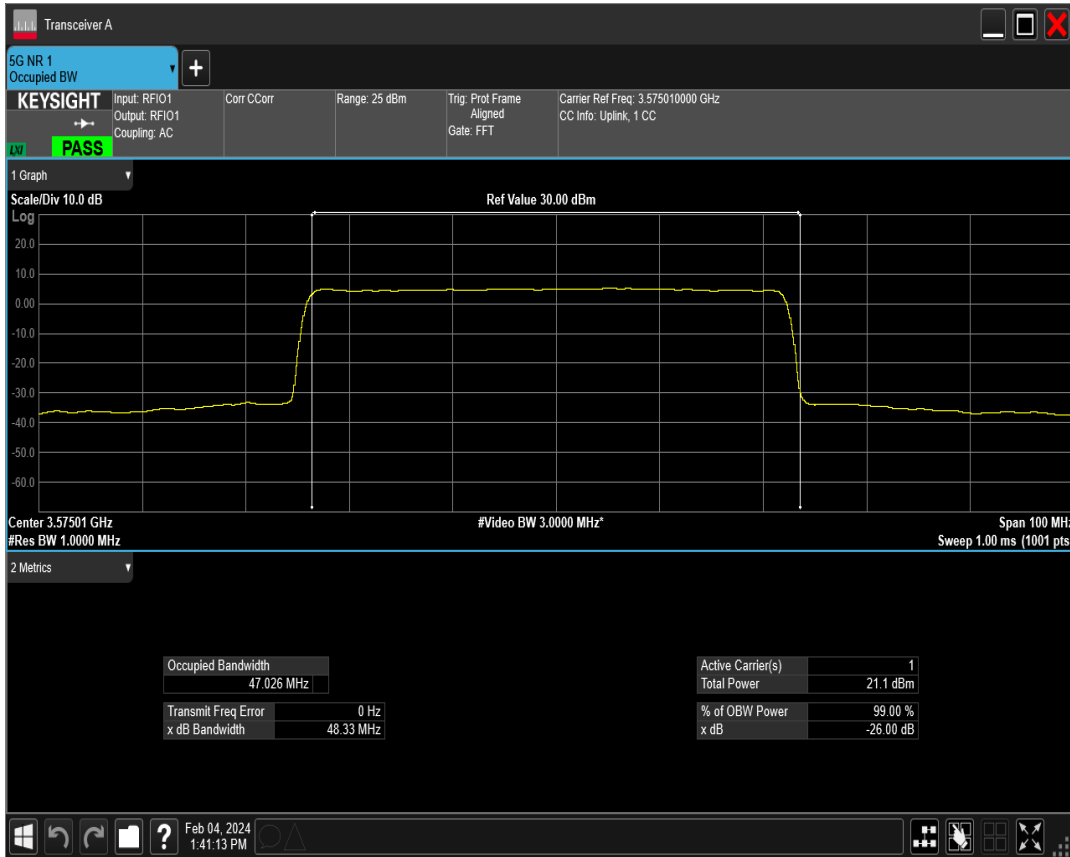 Transceiver A
5G NR 1
Occupied BW
+
KEYSIGHT
Input: RFIO1
Output: RFIO1
Coupling: AC
Corr CCorr
Range: 25 dBm
Trig: Prot Frame
Aligned
Gate: FFT
Carrier Ref Freq: 3.575010000 GHz
CC Info: Uplink, 1 CC
LXI
PASS
1 Graph
Scale/Div 10.0 dB
Ref Value 30.00 dBm
Log
20.0
10.0
0.00
-10.0
-20.0
-30.0
-40.0
-50.0
-60.0
Center 3.57501 GHz
#Video BW 3.0000 MHz*
Span 100 MHz
#Res BW 1.0000 MHz
Sweep 1.00 ms (1001 pts
2 Metrics
Occupied Bandwidth
47.026 MHz
Transmit Freq Error 0 Hz
x dB Bandwidth 48.33 MHz
Active Carrier(s) 1
Total Power 21.1 dBm
% of OBW Power 99.00 %
x dB -26.00 dB
?
Feb 04, 2024
1:41:13 PM